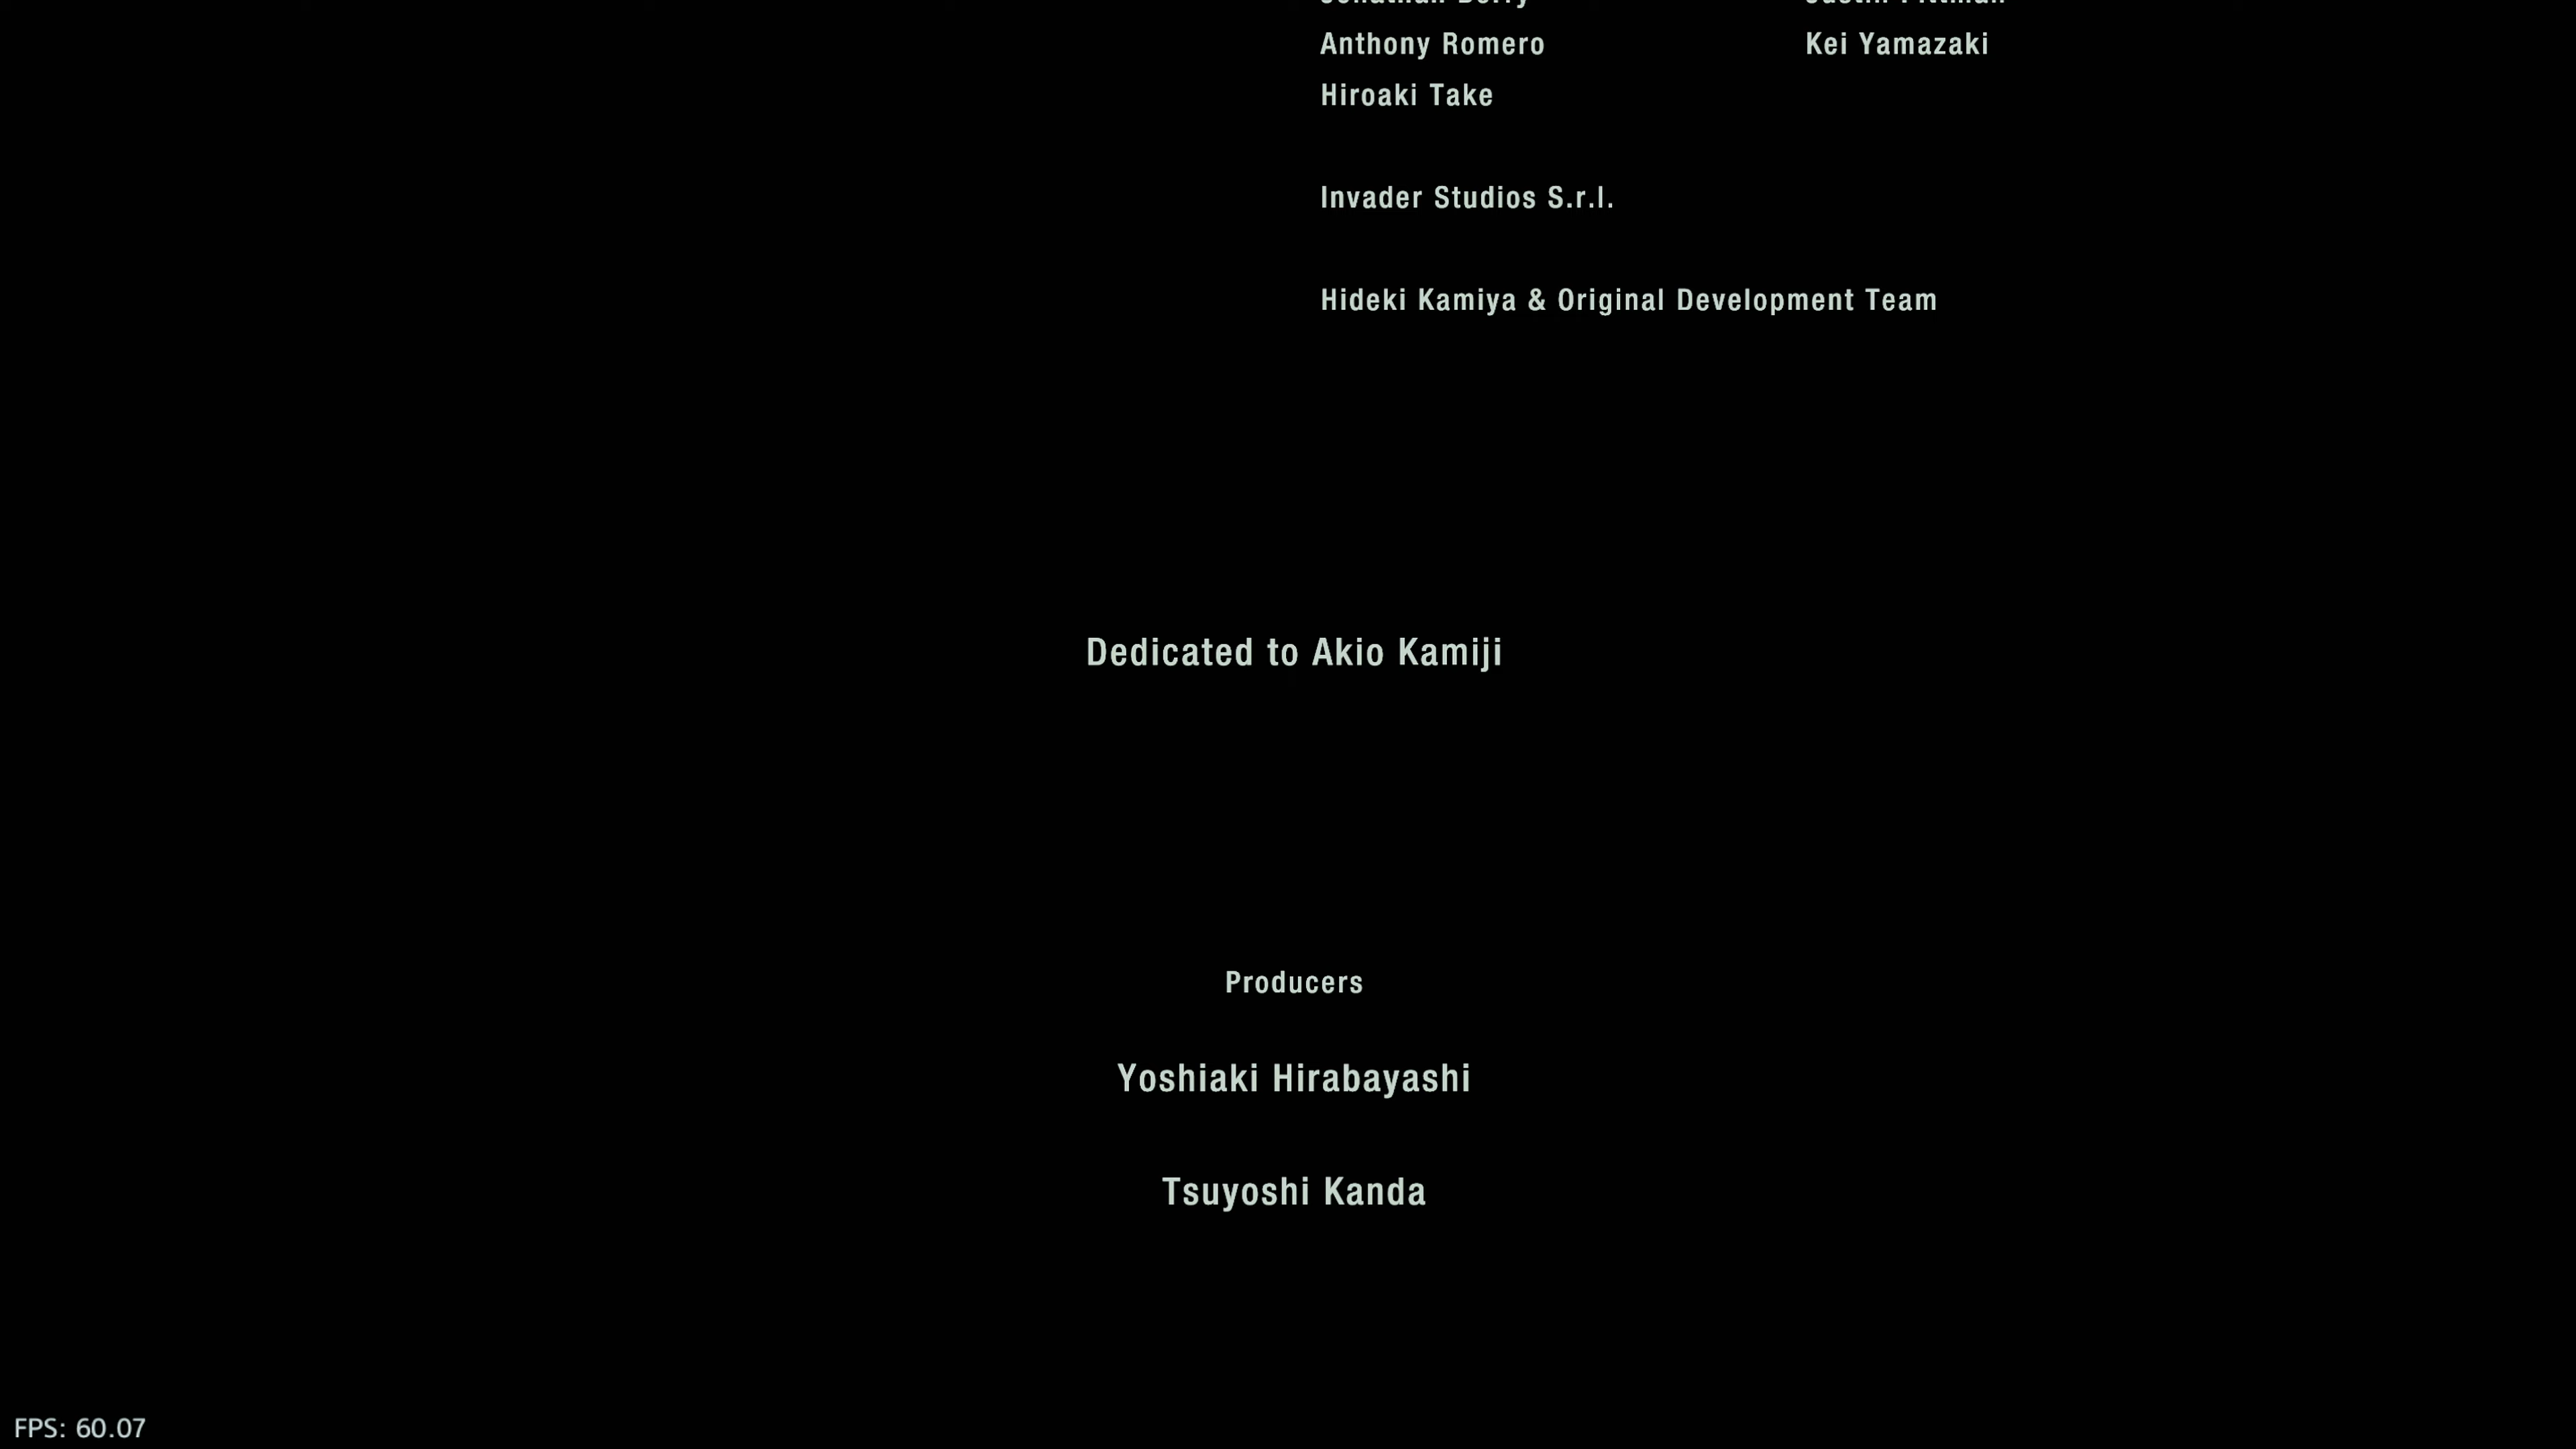 Anthony Romero Kei Yamazaki
Hiroaki Take
Invader Studios S.r.l.
Hideki Kamiya & Original Development Team
Dedicated to Akio Kamiji
Producers
Yoshiaki Hirabayashi
Tsuyoshi Kanda
FPS: 60.07